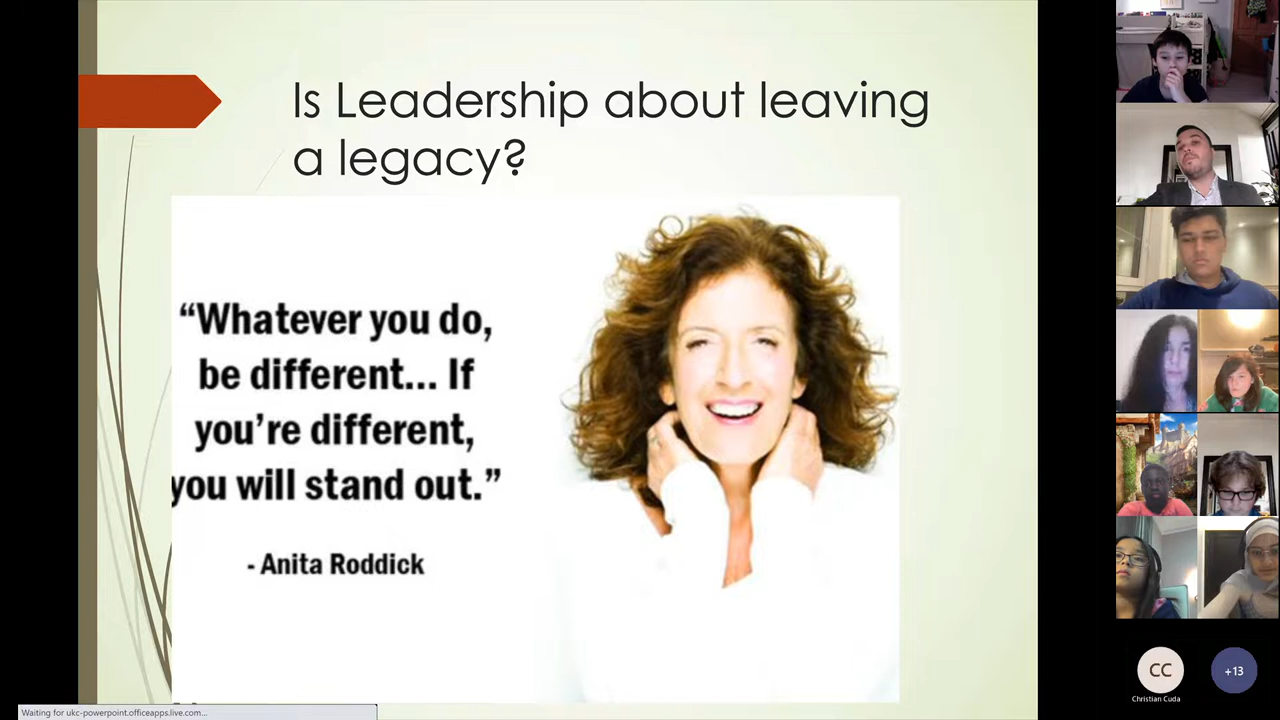 Is Leadership about leaving
a legacy?
“Whatever you do,
be different... If
you’re different,
you will stand out.”
- Anita Roddick
CC
+13
Christian Cuda
Waiting for ukc-powerpoint.officeapps.live.com...